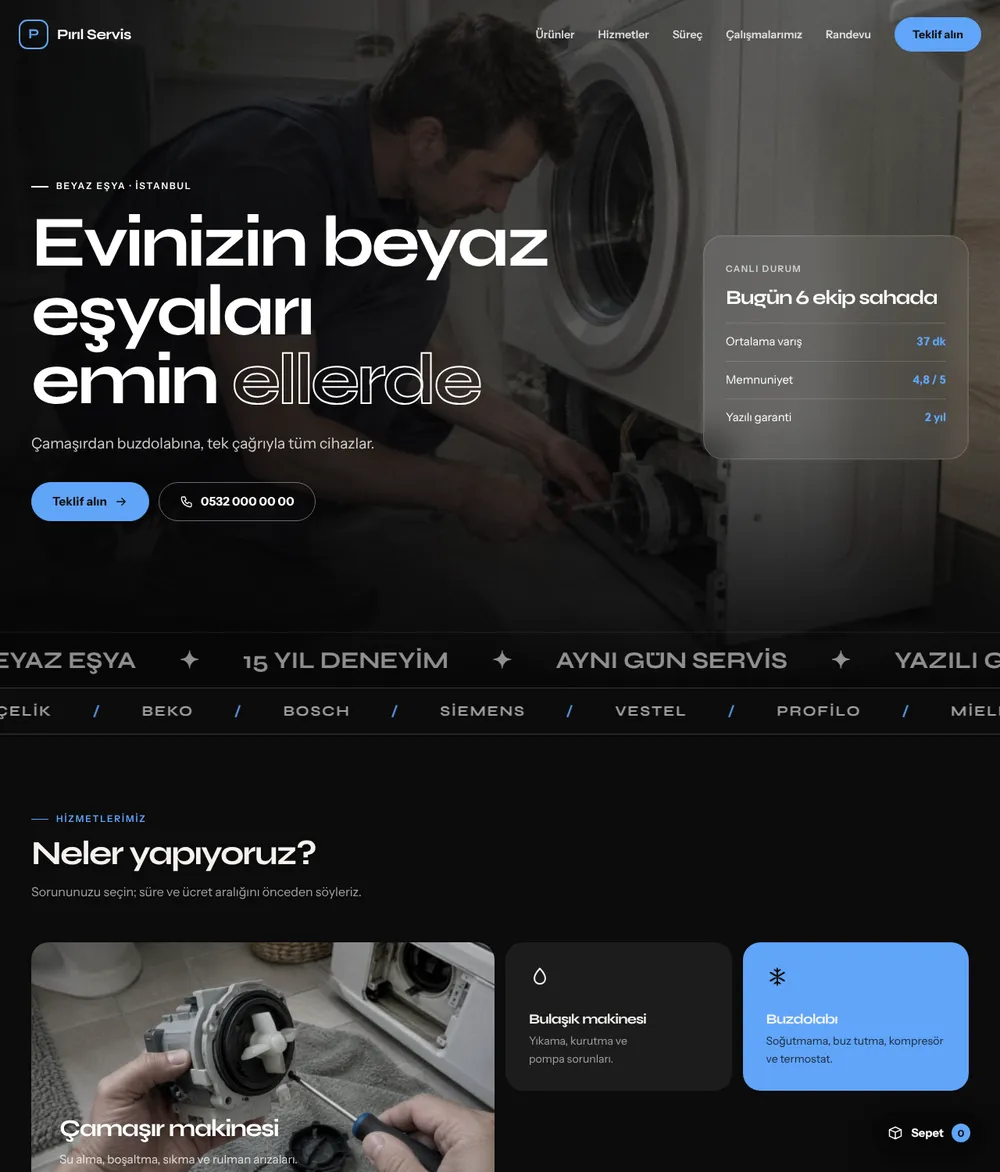 P Pırıl Servis
Ürünler Hizmetler Süreç Çalışmalarımız Randevu Teklif alın
BEYAZ EŞYA · İSTANBUL
Evinizin beyaz
eşyaları
emin ellerde
Çamaşırdan buzdolabına, tek çağrıyla tüm cihazlar.
Teklif alın → 0532 000 00 00
CANLI DURUM
Bugün 6 ekip sahada
Ortalama varış 37 dk
Memnuniyet 4,8 / 5
Yazılı garanti 2 yıl
EYAZ EŞYA ✦ 15 YIL DENEYİM ✦ AYNI GÜN SERVİS ✦ YAZILI G
ÇELİK / BEKO / BOSCH / SİEMENS / VESTEL / PROFİLO / MİEL
HİZMETLERİMİZ
Neler yapıyoruz?
Sorununuzu seçin; süre ve ücret aralığını önceden söyleriz.
Çamaşır makinesi
Su alma, boşaltma, sıkma ve rulman arızaları.
Bulaşık makinesi
Yıkama, kurutma ve
pompa sorunları.
Buzdolabı
Soğutmama, buz tutma, kompresör
ve termostat.
Sepet 0